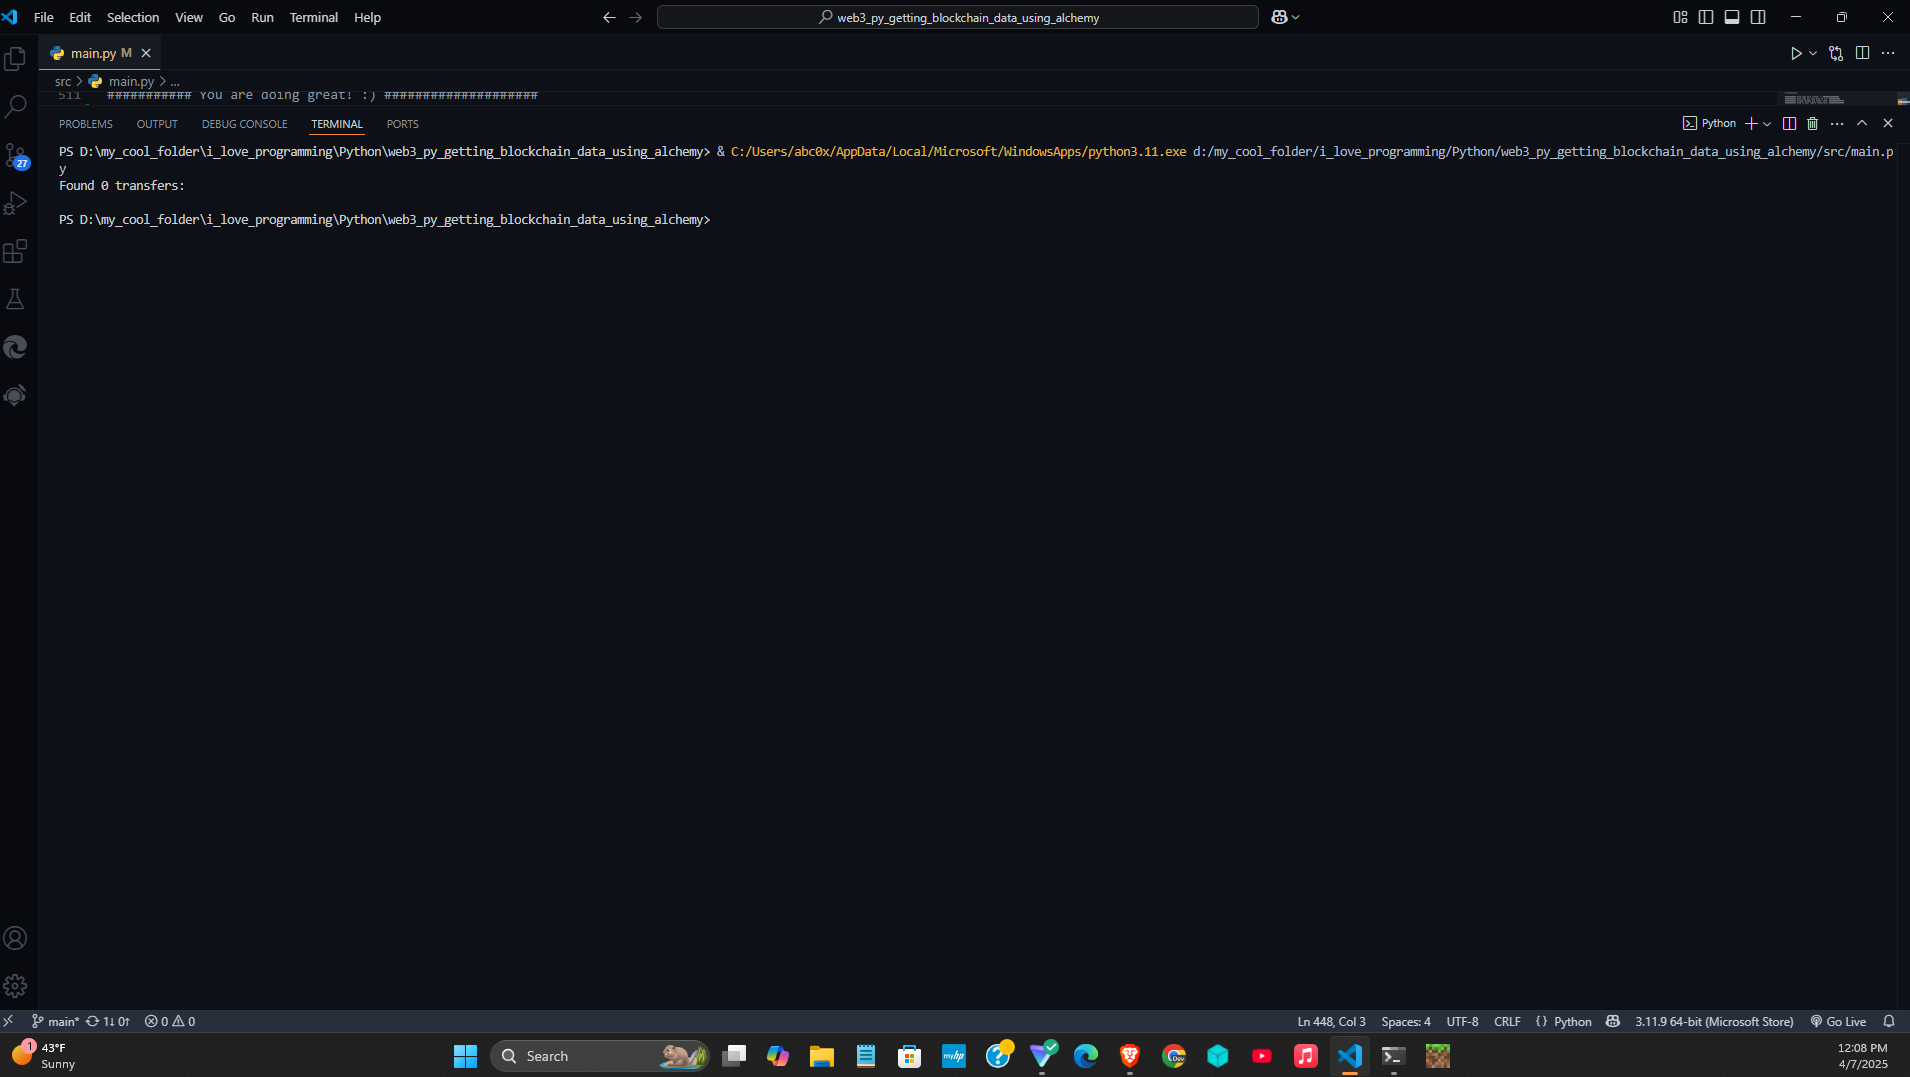 File Edit Selection View Go Run Terminal Help
web3_py_getting_blockchain_data_using_alchemy
main.py M
src > main.py > ...
511 ########### You are doing great! :) ####################
PROBLEMS OUTPUT DEBUG CONSOLE TERMINAL PORTS
Python
PS D:\my_cool_folder\i_love_programming\Python\web3_py_getting_blockchain_data_using_alchemy> & C:/Users/abc0x/AppData/Local/Microsoft/WindowsApps/python3.11.exe d:/my_cool_folder/i_love_programming/Python/web3_py_getting_blockchain_data_using_alchemy/src/main.p
y
Found 0 transfers:
PS D:\my_cool_folder\i_love_programming\Python\web3_py_getting_blockchain_data_using_alchemy>
27
main* 1↓ 0↑ 0 0
Ln 448, Col 3 Spaces: 4 UTF-8 CRLF {} Python 3.11.9 64-bit (Microsoft Store) Go Live
1
43°F
Sunny
Search
myhp
Dev
12:08 PM
4/7/2025